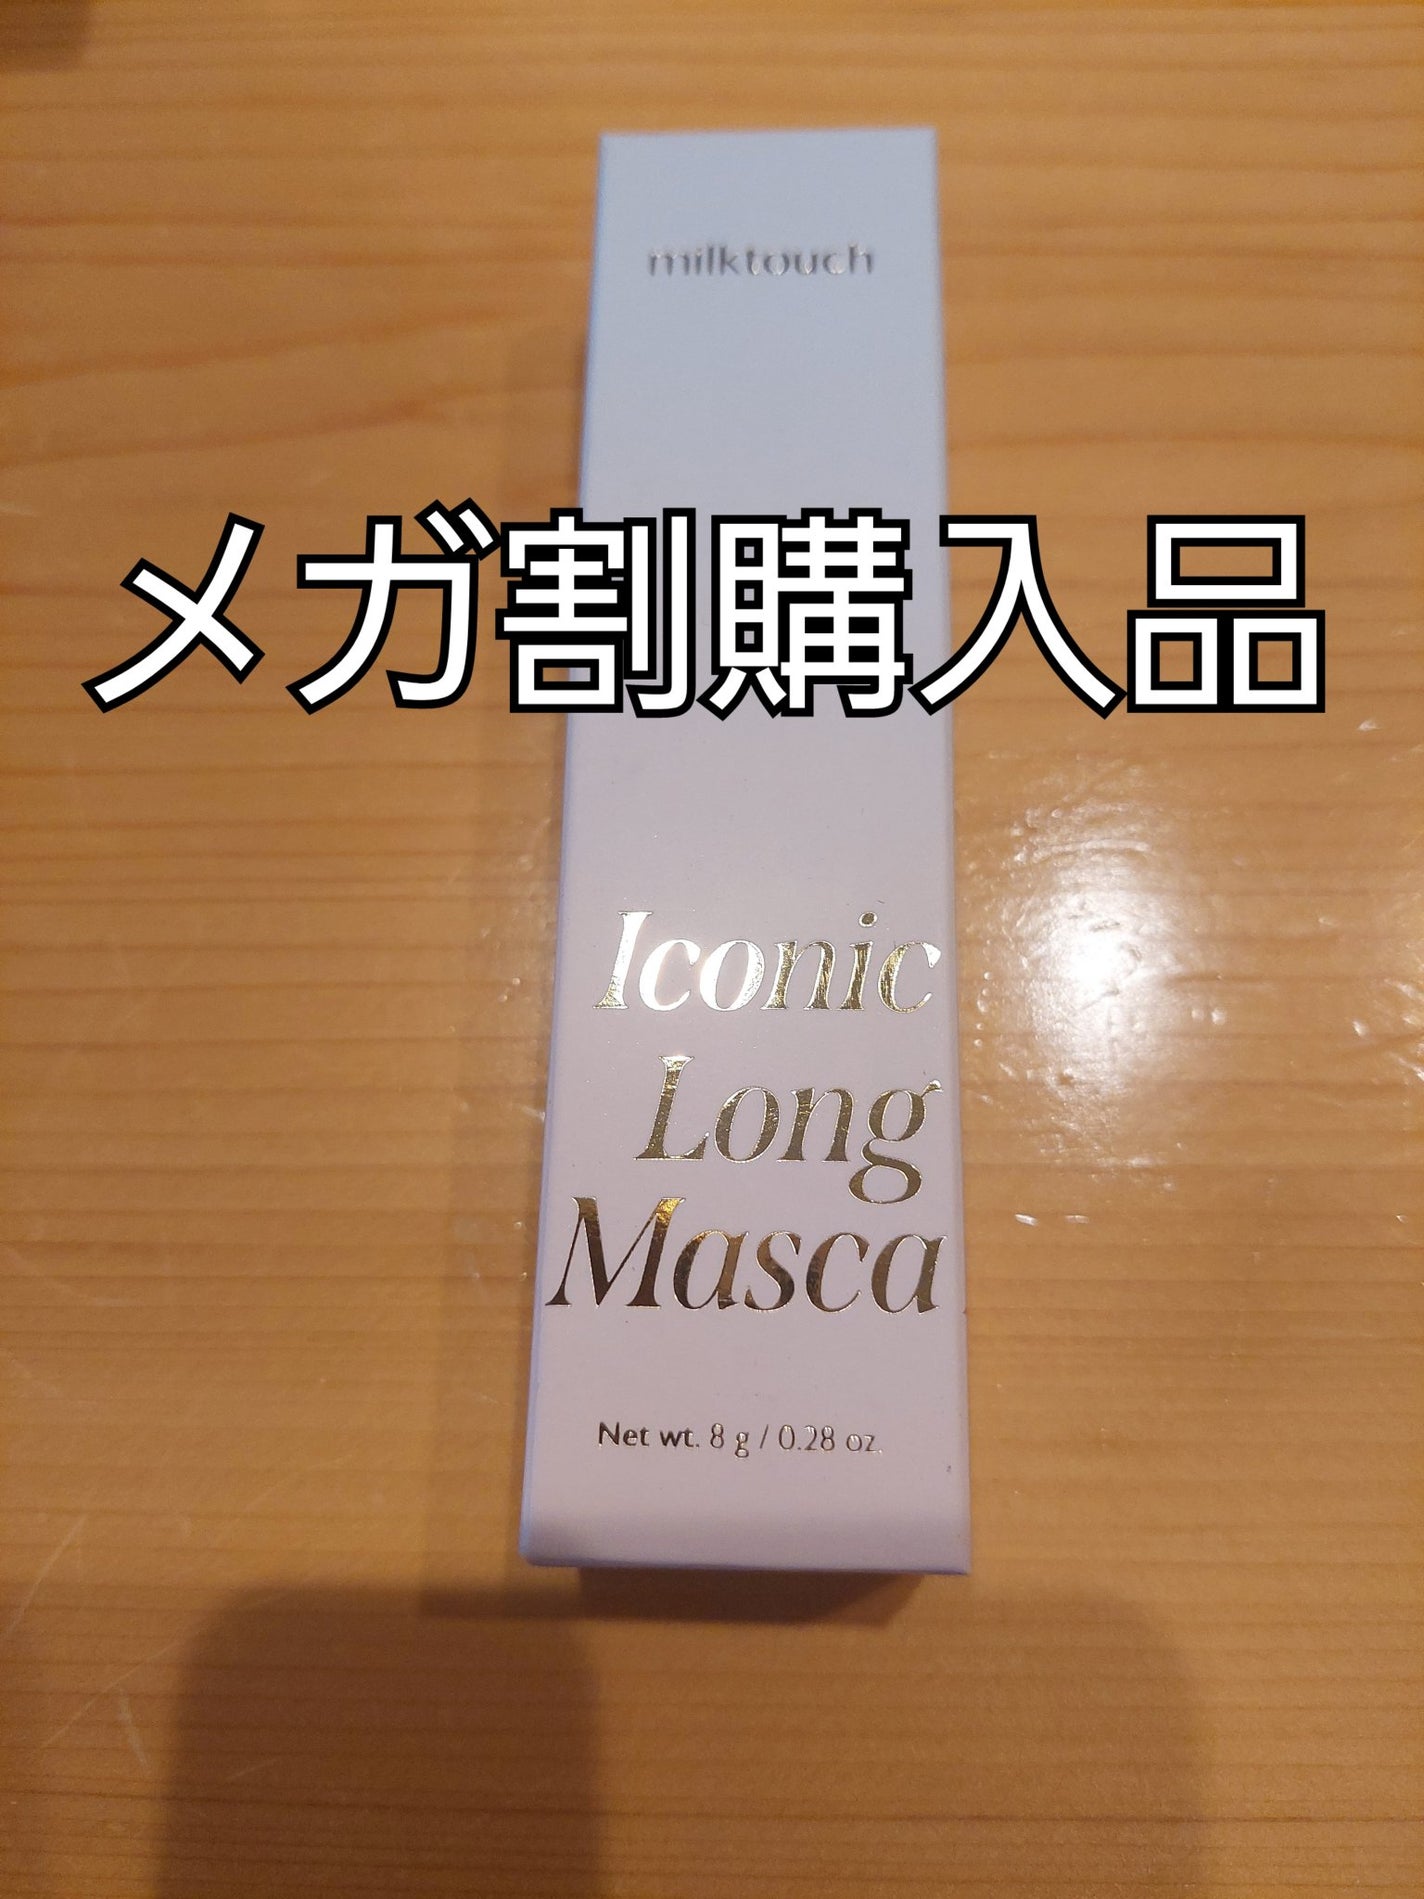 milktouch
メガ割購入品
Iconic
Long
Masca
Net wt. 8 g / 0.28 oz.